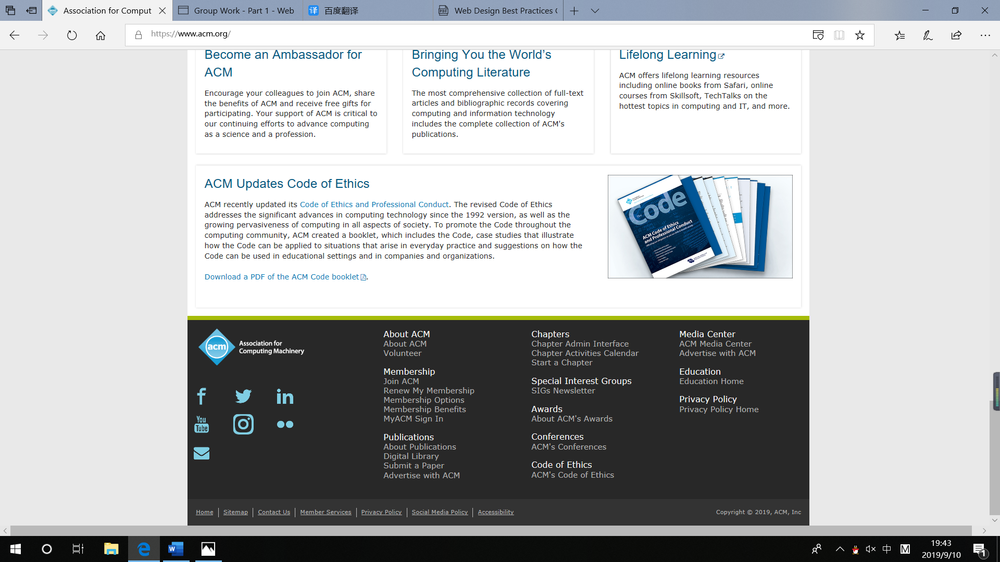 Association for Comput
Group Work - Part 1 - Web
译 百度翻译
PDF Web Design Best Practices
https://www.acm.org/
Become an Ambassador for
ACM
Encourage your colleagues to join ACM, share
the benefits of ACM and receive free gifts for
participating. Your support of ACM is critical to
our continuing efforts to advance computing
as a science and a profession.
Bringing You the World’s
Computing Literature
The most comprehensive collection of full-text
articles and bibliographic records covering
computing and information technology
includes the complete collection of ACM's
publications.
Lifelong Learning
ACM offers lifelong learning resources
including online books from Safari, online
courses from Skillsoft, TechTalks on the
hottest topics in computing and IT, and more.
ACM Updates Code of Ethics
ACM recently updated its Code of Ethics and Professional Conduct. The revised Code of Ethics
addresses the significant advances in computing technology since the 1992 version, as well as the
growing pervasiveness of computing in all aspects of society. To promote the Code throughout the
computing community, ACM created a booklet, which includes the Code, case studies that illustrate
how the Code can be applied to situations that arise in everyday practice and suggestions on how the
Code can be used in educational settings and in companies and organizations.
Download a PDF of the ACM Code booklet.
The Code
ACM Code of Ethics
and Professional Conduct
acm
Association for
Computing Machinery
You
Tube
About ACM
About ACM
Volunteer
Membership
Join ACM
Renew My Membership
Membership Options
Membership Benefits
MyACM Sign In
Publications
About Publications
Digital Library
Submit a Paper
Advertise with ACM
Chapters
Chapter Admin Interface
Chapter Activities Calendar
Start a Chapter
Special Interest Groups
SIGs Newsletter
Awards
About ACM's Awards
Conferences
ACM's Conferences
Code of Ethics
ACM's Code of Ethics
Media Center
ACM Media Center
Advertise with ACM
Education
Education Home
Privacy Policy
Privacy Policy Home
Home
Sitemap
Contact Us
Member Services
Privacy Policy
Social Media Policy
Accessibility
Copyright © 2019, ACM, Inc
中
M
19:43
2019/9/10
1